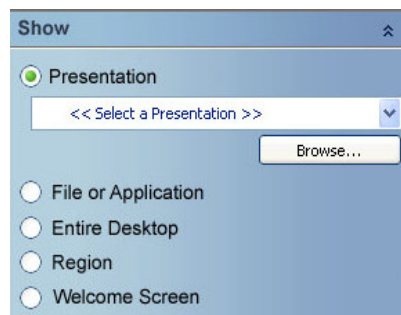 Show
Presentation
<< Select a Presentation >>
Browse...
File or Application
Entire Desktop
Region
Welcome Screen